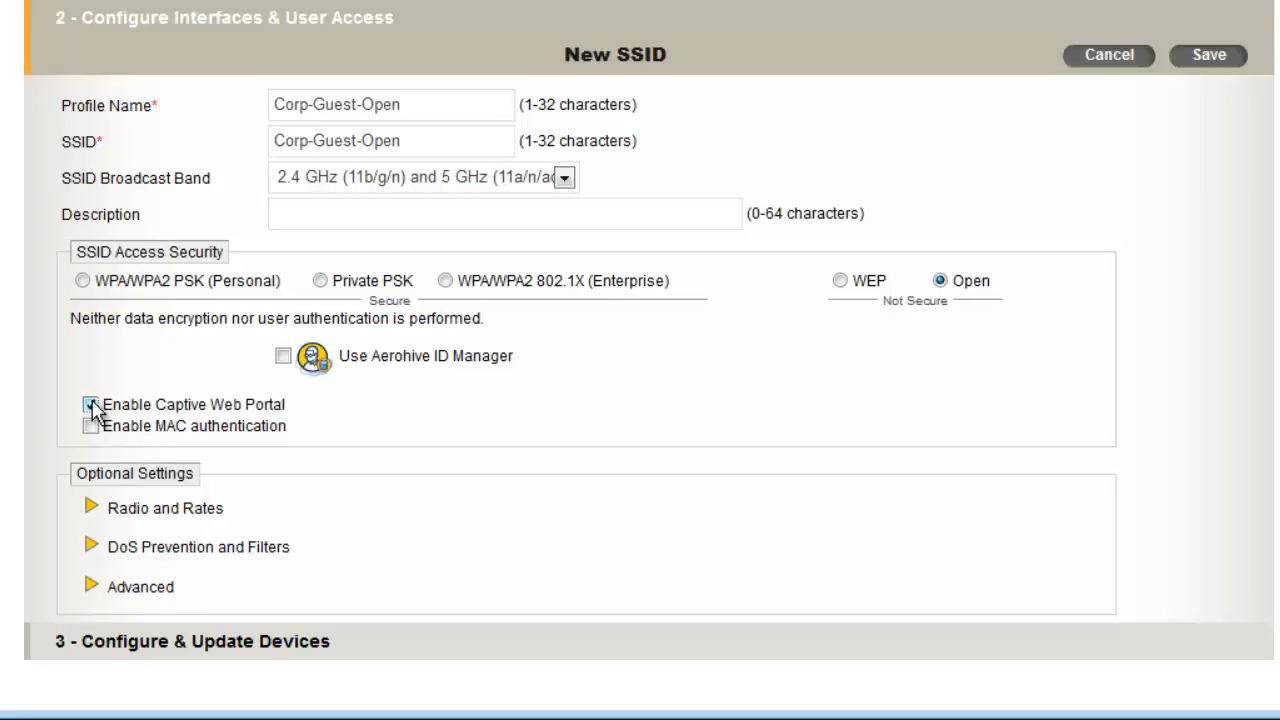 2 - Configure Interfaces & User Access
New SSID
Cancel
Save
Profile Name* Corp-Guest-Open (1-32 characters)
SSID* Corp-Guest-Open (1-32 characters)
SSID Broadcast Band 2.4 GHz (11b/g/n) and 5 GHz (11a/n/ac
Description (0-64 characters)
SSID Access Security
WPA/WPA2 PSK (Personal) Private PSK WPA/WPA2 802.1X (Enterprise) WEP Open
Secure Not Secure
Neither data encryption nor user authentication is performed.
Use Aerohive ID Manager
Enable Captive Web Portal
Enable MAC authentication
Optional Settings
Radio and Rates
DoS Prevention and Filters
Advanced
3 - Configure & Update Devices